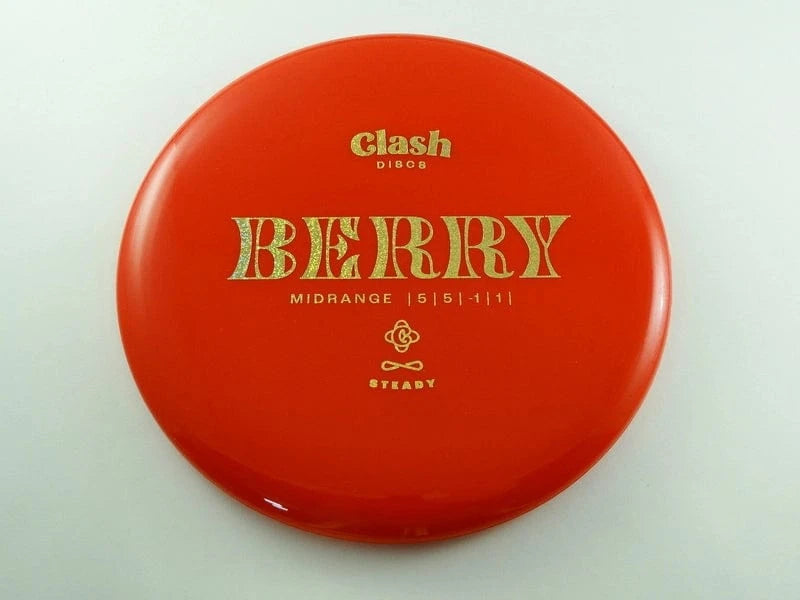 Clash
DISCS
BERRY
MIDRANGE |5|5|-1|1|
STEADY